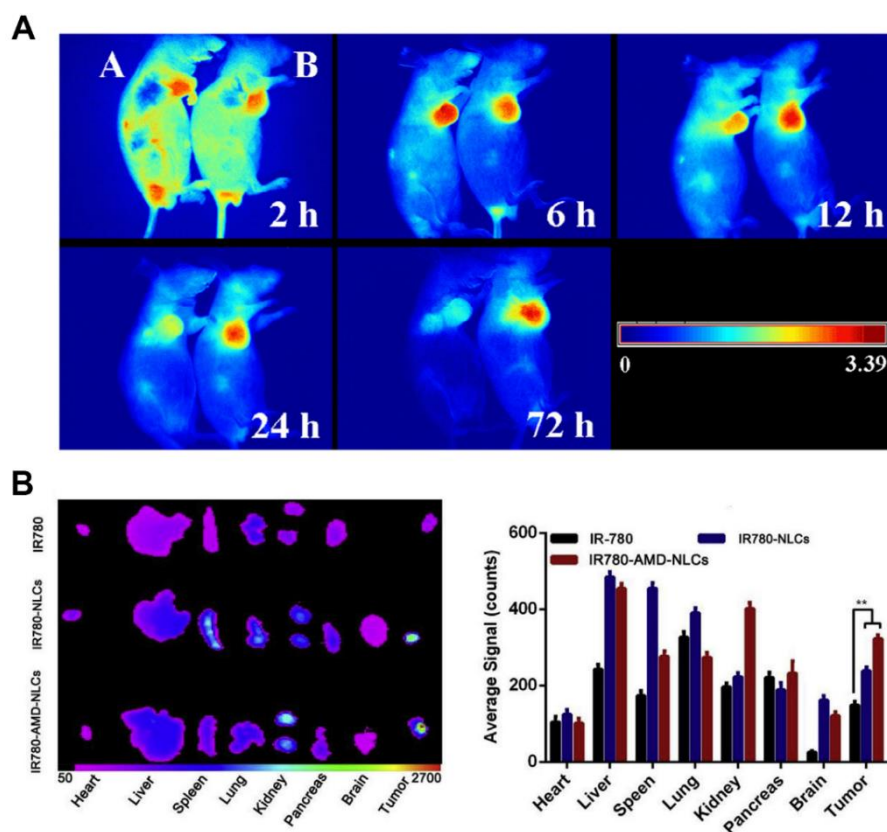 A
A B
2 h
6 h
12 h
24 h
72 h
0 3.39
B
IR780
IR780-NLCs
IR780-AMD-NLCs
50 2700
Heart Liver Spleen Lung Kidney Pancreas Brain Tumor
Average Signal (counts)
600
400
200
0
IR-780 IR780-NLCs
IR780-AMD-NLCs
**
Heart Liver Speen Lung Kidney Pancreas Brain Tumor